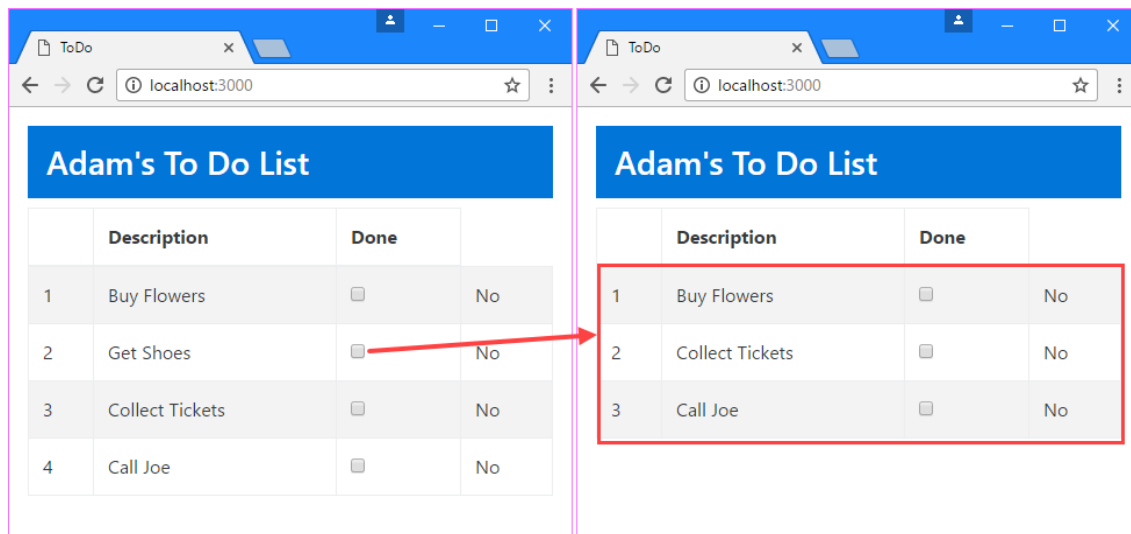 ToDo
localhost:3000
Adam's To Do List
Description Done
1 Buy Flowers No
2 Get Shoes No
3 Collect Tickets No
4 Call Joe No
ToDo
localhost:3000
Adam's To Do List
Description Done
1 Buy Flowers No
2 Collect Tickets No
3 Call Joe No